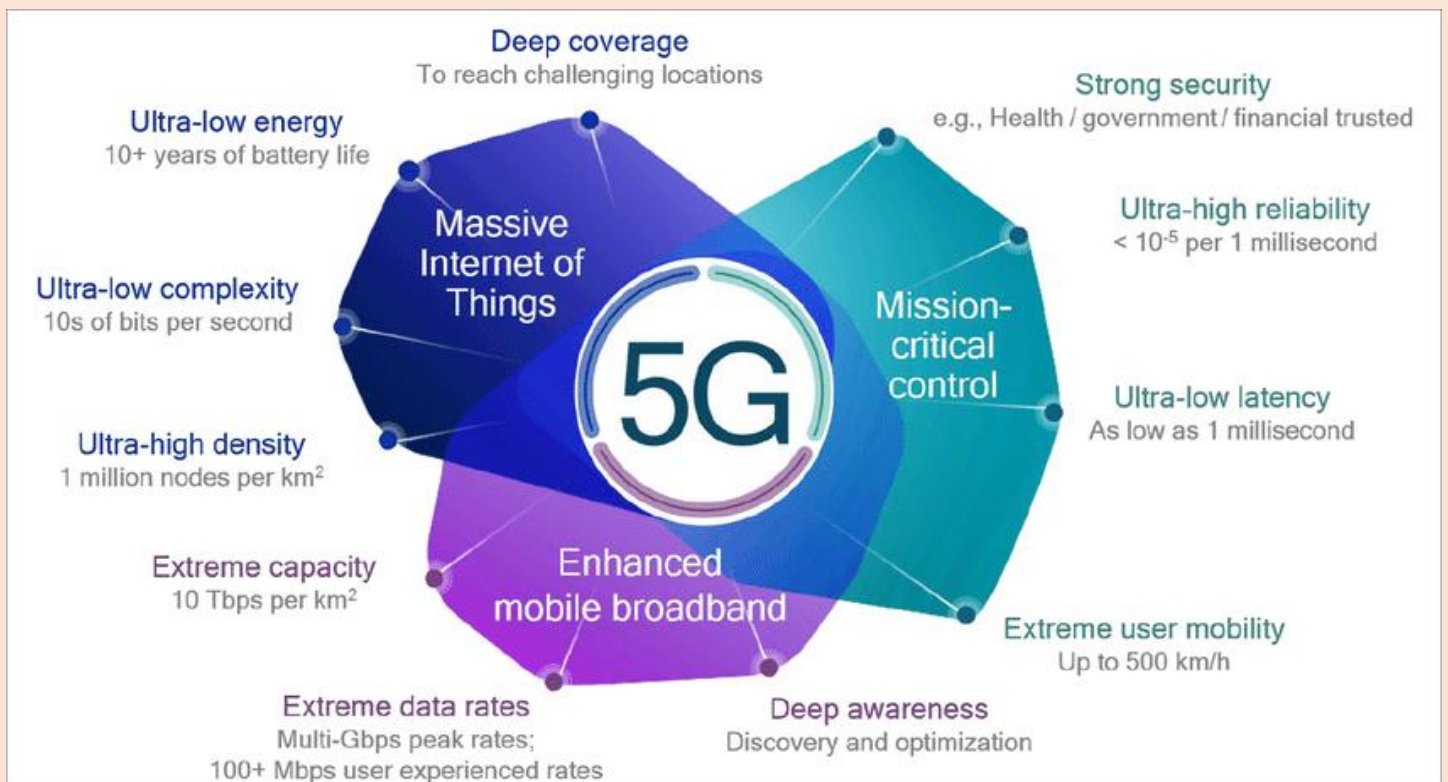 Deep coverage
To reach challenging locations
Strong security
e.g., Health / government / financial trusted
Ultra-low energy
10+ years of battery life
Massive
Internet of
Things
Ultra-high reliability
< 10⁻⁵ per 1 millisecond
Ultra-low complexity
10s of bits per second
Mission-
critical
control
5G
Ultra-low latency
As low as 1 millisecond
Ultra-high density
1 million nodes per km²
Extreme capacity
10 Tbps per km²
Enhanced
mobile broadband
Extreme user mobility
Up to 500 km/h
Extreme data rates
Multi-Gbps peak rates;
100+ Mbps user experienced rates
Deep awareness
Discovery and optimization